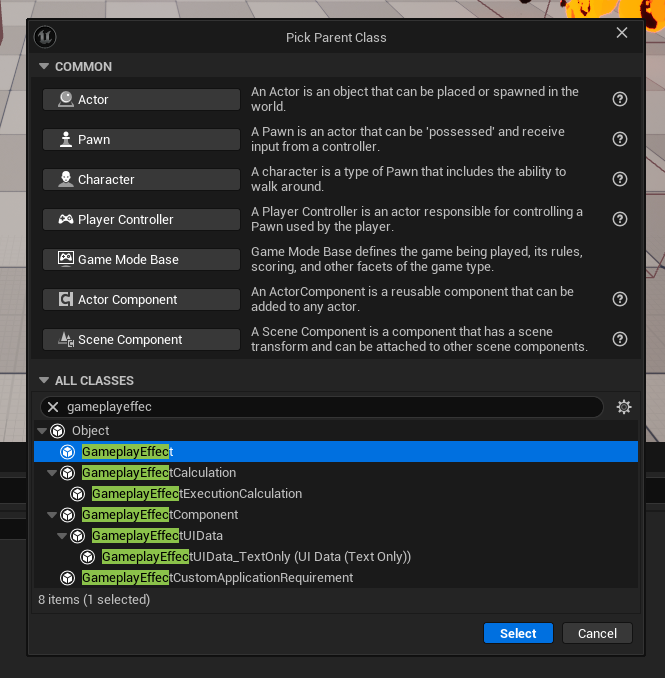 Pick Parent Class
COMMON
Actor
An Actor is an object that can be placed or spawned in the
world.
Pawn
A Pawn is an actor that can be 'possessed' and receive
input from a controller.
Character
A character is a type of Pawn that includes the ability to
walk around.
Player Controller
A Player Controller is an actor responsible for controlling a
Pawn used by the player.
Game Mode Base
Game Mode Base defines the game being played, its rules,
scoring, and other facets of the game type.
Actor Component
An ActorComponent is a reusable component that can be
added to any actor.
Scene Component
A Scene Component is a component that has a scene
transform and can be attached to other scene components.
ALL CLASSES
gameplayeffec
Object
GameplayEffect
GameplayEffectCalculation
GameplayEffectExecutionCalculation
GameplayEffectComponent
GameplayEffectUIData
GameplayEffectUIData_TextOnly (UI Data (Text Only))
GameplayEffectCustomApplicationRequirement
8 items (1 selected)
Select
Cancel